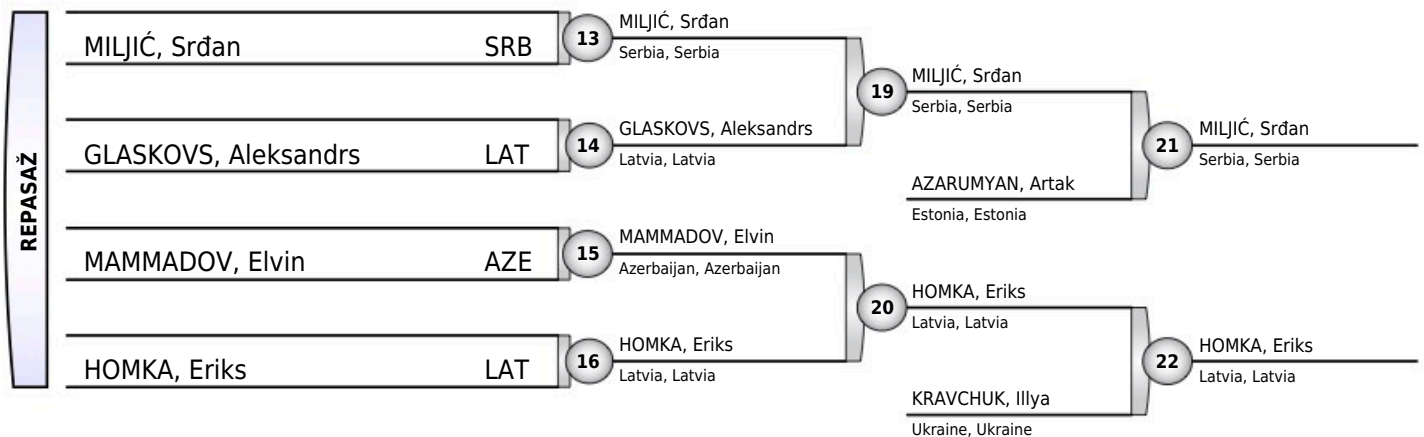 REPASAŽ
MILJIĆ, Srđan SRB
GLASKOVS, Aleksandrs LAT
MAMMADOV, Elvin AZE
HOMKA, Eriks LAT
13
MILJIĆ, Srđan
Serbia, Serbia
14
GLASKOVS, Aleksandrs
Latvia, Latvia
15
MAMMADOV, Elvin
Azerbaijan, Azerbaijan
16
HOMKA, Eriks
Latvia, Latvia
19
MILJIĆ, Srđan
Serbia, Serbia
AZARUMYAN, Artak
Estonia, Estonia
20
HOMKA, Eriks
Latvia, Latvia
KRAVCHUK, Illya
Ukraine, Ukraine
21
MILJIĆ, Srđan
Serbia, Serbia
22
HOMKA, Eriks
Latvia, Latvia